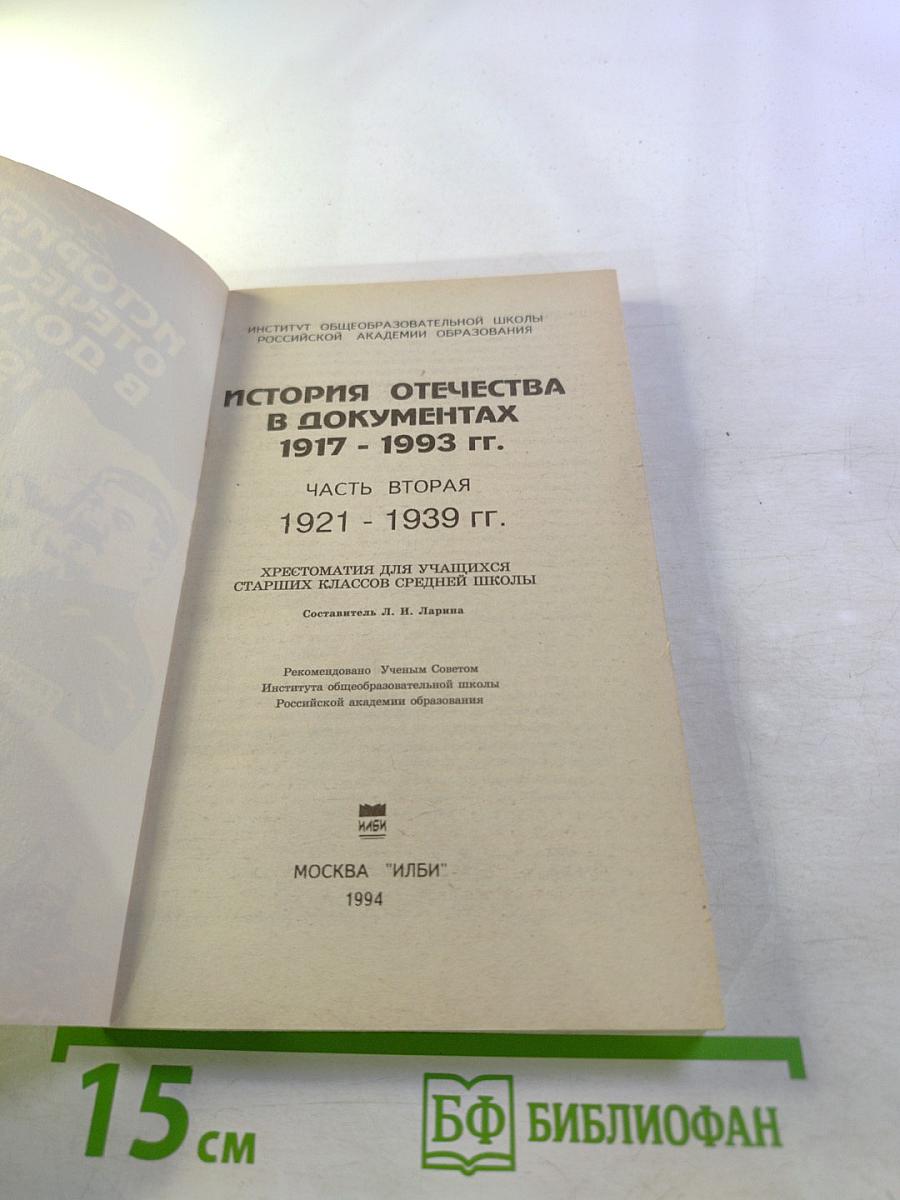 ИНСТИТУТ ОБЩЕОБРАЗОВАТЕЛЬНОЙ ШКОЛЫ
РОССИЙСКОЙ АКАДЕМИИ ОБРАЗОВАНИЯ
ИСТОРИЯ ОТЕЧЕСТВА
В ДОКУМЕНТАХ
1917 - 1993 гг.
ЧАСТЬ ВТОРАЯ
1921 - 1939 гг.
ХРЕСТОМАТИЯ ДЛЯ УЧАЩИХСЯ
СТАРШИХ КЛАССОВ СРЕДНЕЙ ШКОЛЫ
Составитель Л. И. Ларина
Рекомендовано Ученым Советом
Института общеобразовательной школы
Российской академии образования
ИЛБИ
МОСКВА "ИЛБИ"
1994
15 см
БФ БИБЛИОФАН